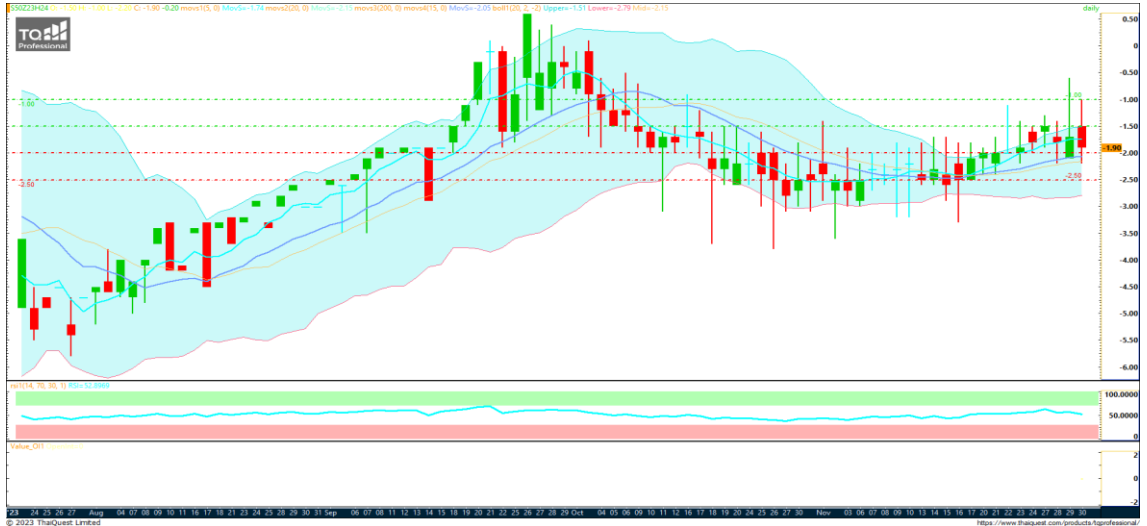 S50Z23H24 C: -1.90 -0.20 movs1(5, 0) MovS=-1.74 movs2(20, 0) MovS=-2.15 movs3(200, 0) movs4(15, 0) MovS=-2.05 boll1(20, 2, -2) Upper=-1.51 Lower=-2.79 Mid=-2.15 daily
TQ
Professional
0.50
0
-0.50
-1.00 -1.00
-1.50
-1.90
-2.00
-2.50 -2.50
-3.00
-3.50
-4.00
-4.50
-5.00
-5.50
-6.00
rsi1(14, 70, 30, 1) RSI=52.8969
100.0000
50.0000
0
Value_OI1
2
-2
'23 24 25 26 27 Aug 04 07 08 09 10 11 15 16 17 18 21 22 23 24 25 28 29 30 31 Sep 06 07 08 11 12 13 14 15 18 19 20 21 22 25 26 27 28 29 Oct 04 05 06 09 10 11 12 16 17 18 19 20 24 25 26 27 30 Nov 03 06 07 08 09 10 13 14 15 16 17 20 21 22 23 24 27 28 29 30
© 2023 ThaiQuest Limited https://www.thaiquest.com/products/tqprofessional/